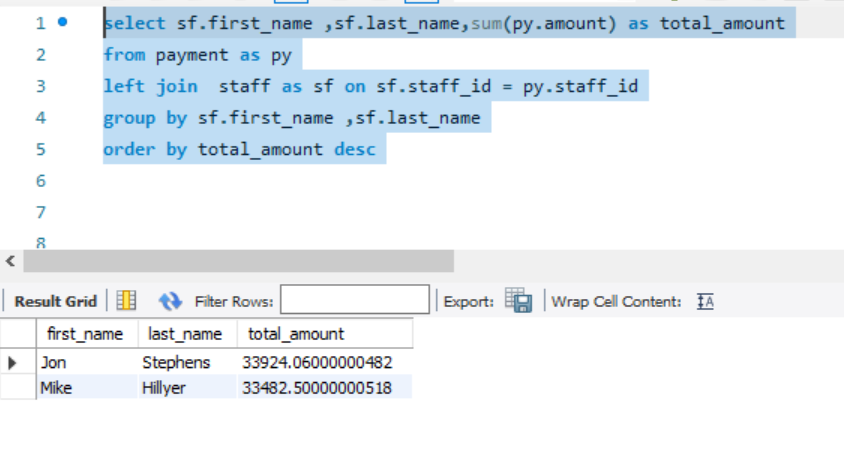 1 select sf.first_name ,sf.last_name,sum(py.amount) as total_amount
2 from payment as py
3 left join  staff as sf on sf.staff_id = py.staff_id
4 group by sf.first_name ,sf.last_name
5 order by total_amount desc
6
7
8
Result Grid Filter Rows: Export: Wrap Cell Content: IA
first_name last_name total_amount
Jon Stephens 33924.06000000482
Mike Hillyer 33482.50000000518